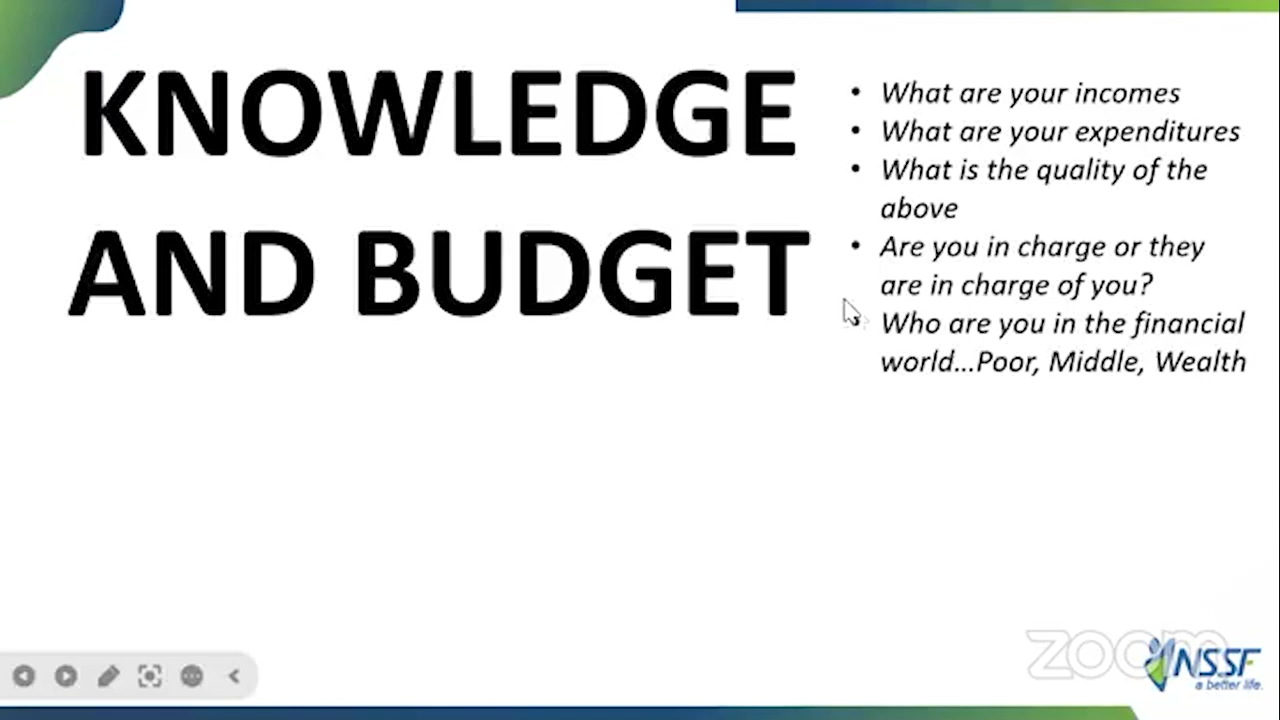 KNOWLEDGE
AND BUDGET
• What are your incomes
• What are your expenditures
• What is the quality of the
above
• Are you in charge or they
are in charge of you?
• Who are you in the financial
world...Poor, Middle, Wealth
zoom
NSSF
a better life.